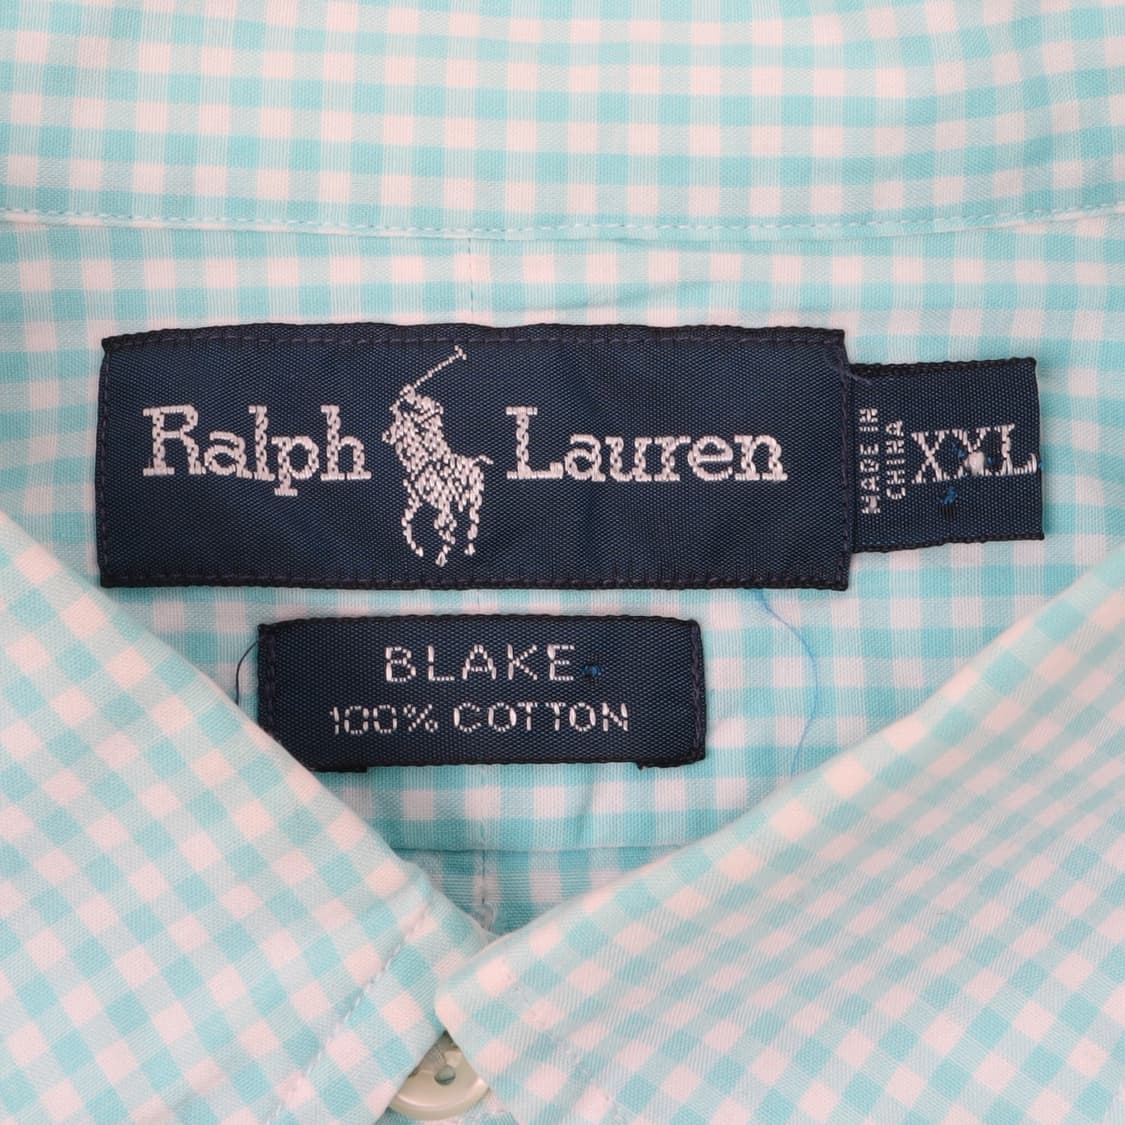 Ralph Lauren
MADE IN
CHINA
XXL
BLAKE
100% COTTON